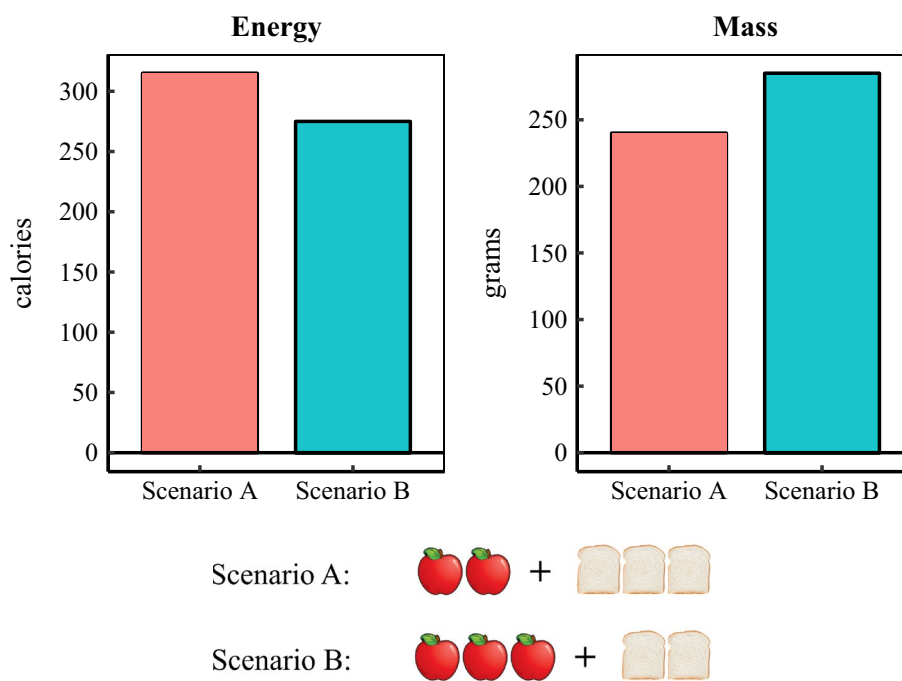 Energy
calories
300
250
200
150
100
50
0
Scenario A
Scenario B
Mass
grams
250
200
150
100
50
0
Scenario A
Scenario B
Scenario A:
+
Scenario B:
+